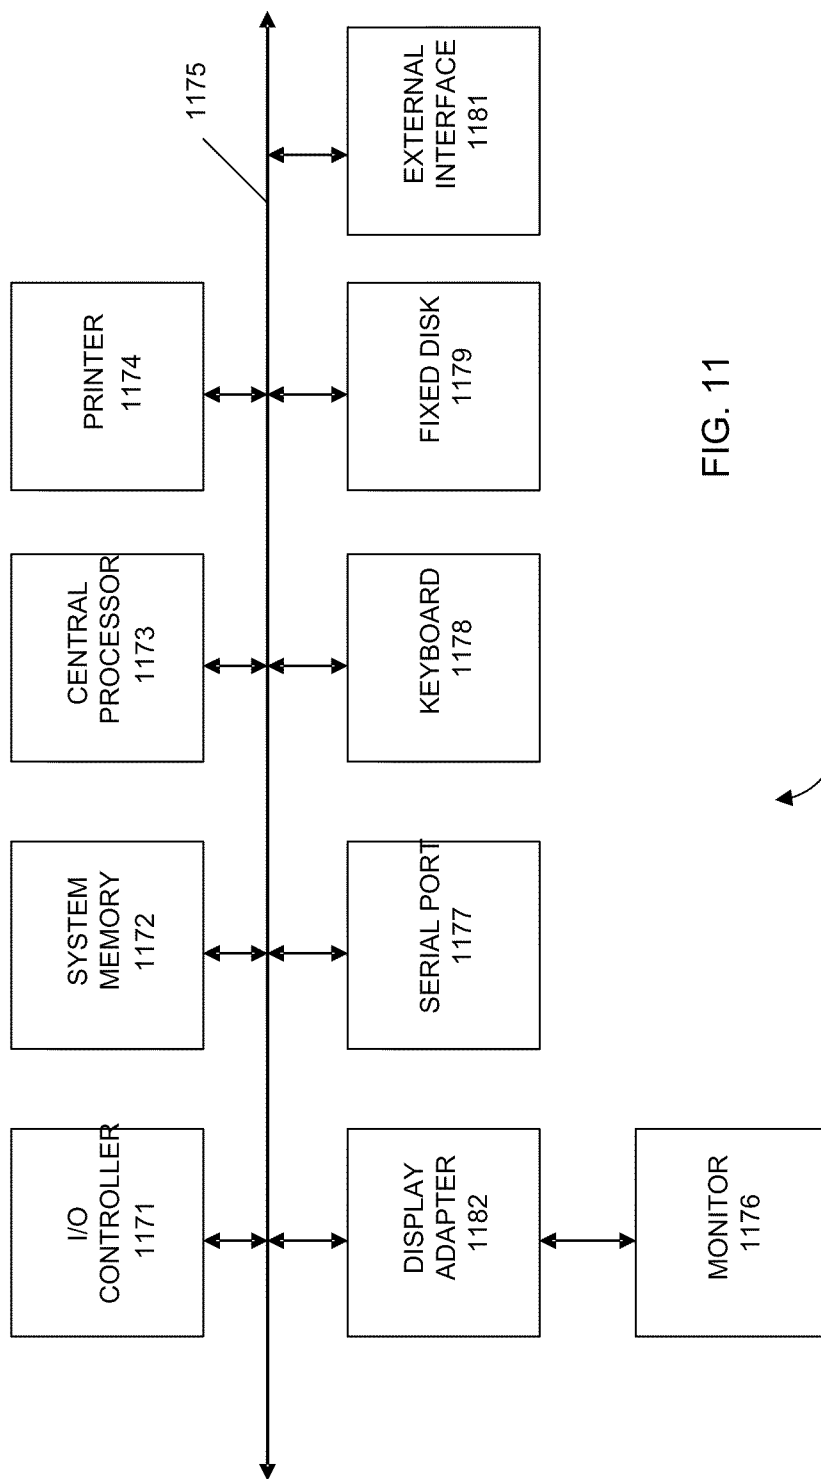 I/O
CONTROLLER
1171
SYSTEM
MEMORY
1172
CENTRAL
PROCESSOR
1173
PRINTER
1174
1175
DISPLAY
ADAPTER
1182
SERIAL PORT
1177
KEYBOARD
1178
FIXED DISK
1179
EXTERNAL
INTERFACE
1181
MONITOR
1176
FIG. 11